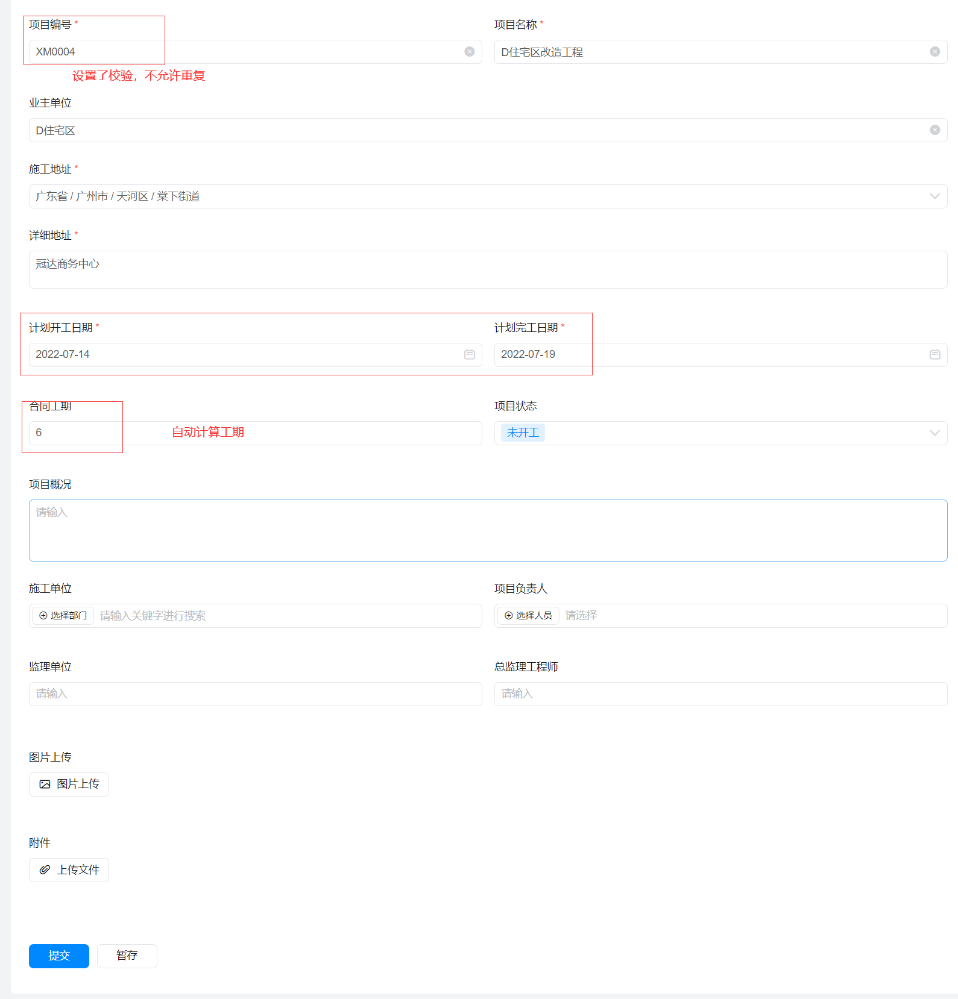 项目编号 *
项目名称 *
XM0004
D住宅区改造工程
设置了校验，不允许重复
业主单位
D住宅区
施工地址 *
广东省 / 广州市 / 天河区 / 棠下街道
详细地址 *
冠达商务中心
计划开工日期 *
计划完工日期 *
2022-07-14
2022-07-19
合同工期
项目状态
6
自动计算工期
未开工
项目概况
请输入
施工单位
项目负责人
选择部门 请输入关键字进行搜索
选择人员 请选择
监理单位
总监理工程师
请输入
请输入
图片上传
图片上传
附件
上传文件
提交
暂存